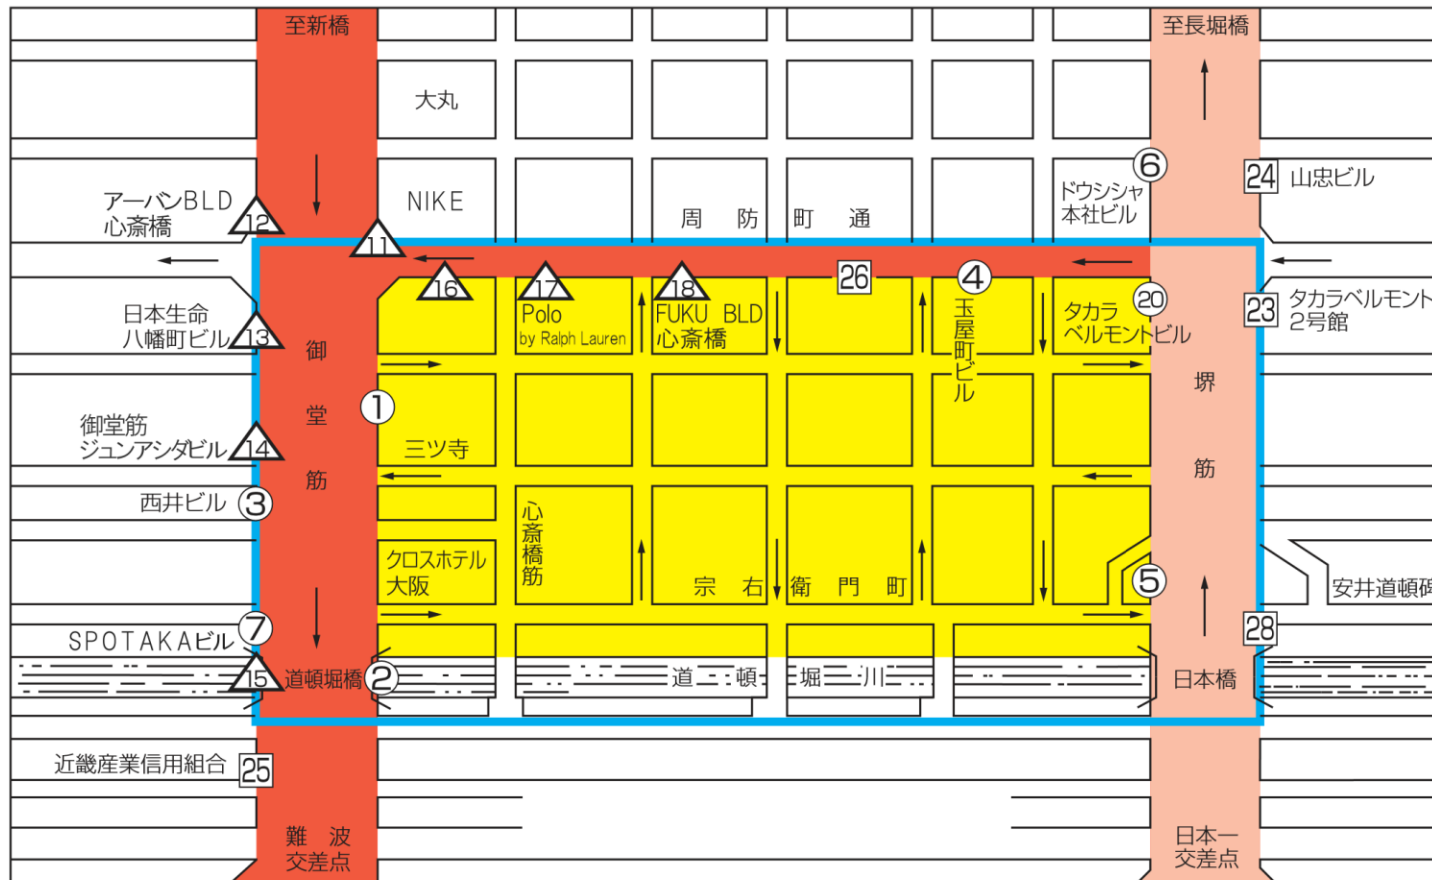 至新橋
至長堀橋
大丸
6
アーバンBLD
心斎橋
12
NIKE
周防町通
ドウシシャ
本社ビル
24
山忠ビル
11
16
17
18
26
4
20
23
タカラベルモント
2号館
日本生命
八幡町ビル
13
Polo
by Ralph Lauren
FUKU BLD
心斎橋
玉屋町ビル
タカラ
ベルモントビル
御堂筋
堺筋
1
御堂筋
ジュンアシダビル
14
三ツ寺
西井ビル
3
心斎橋筋
クロスホテル
大阪
宗右衛門町
5
安井道頓碑
SPOTAKAビル
7
28
15
道頓堀橋
2
道頓堀川
日本橋
近畿産業信用組合
25
難波
交差点
日本一
交差点